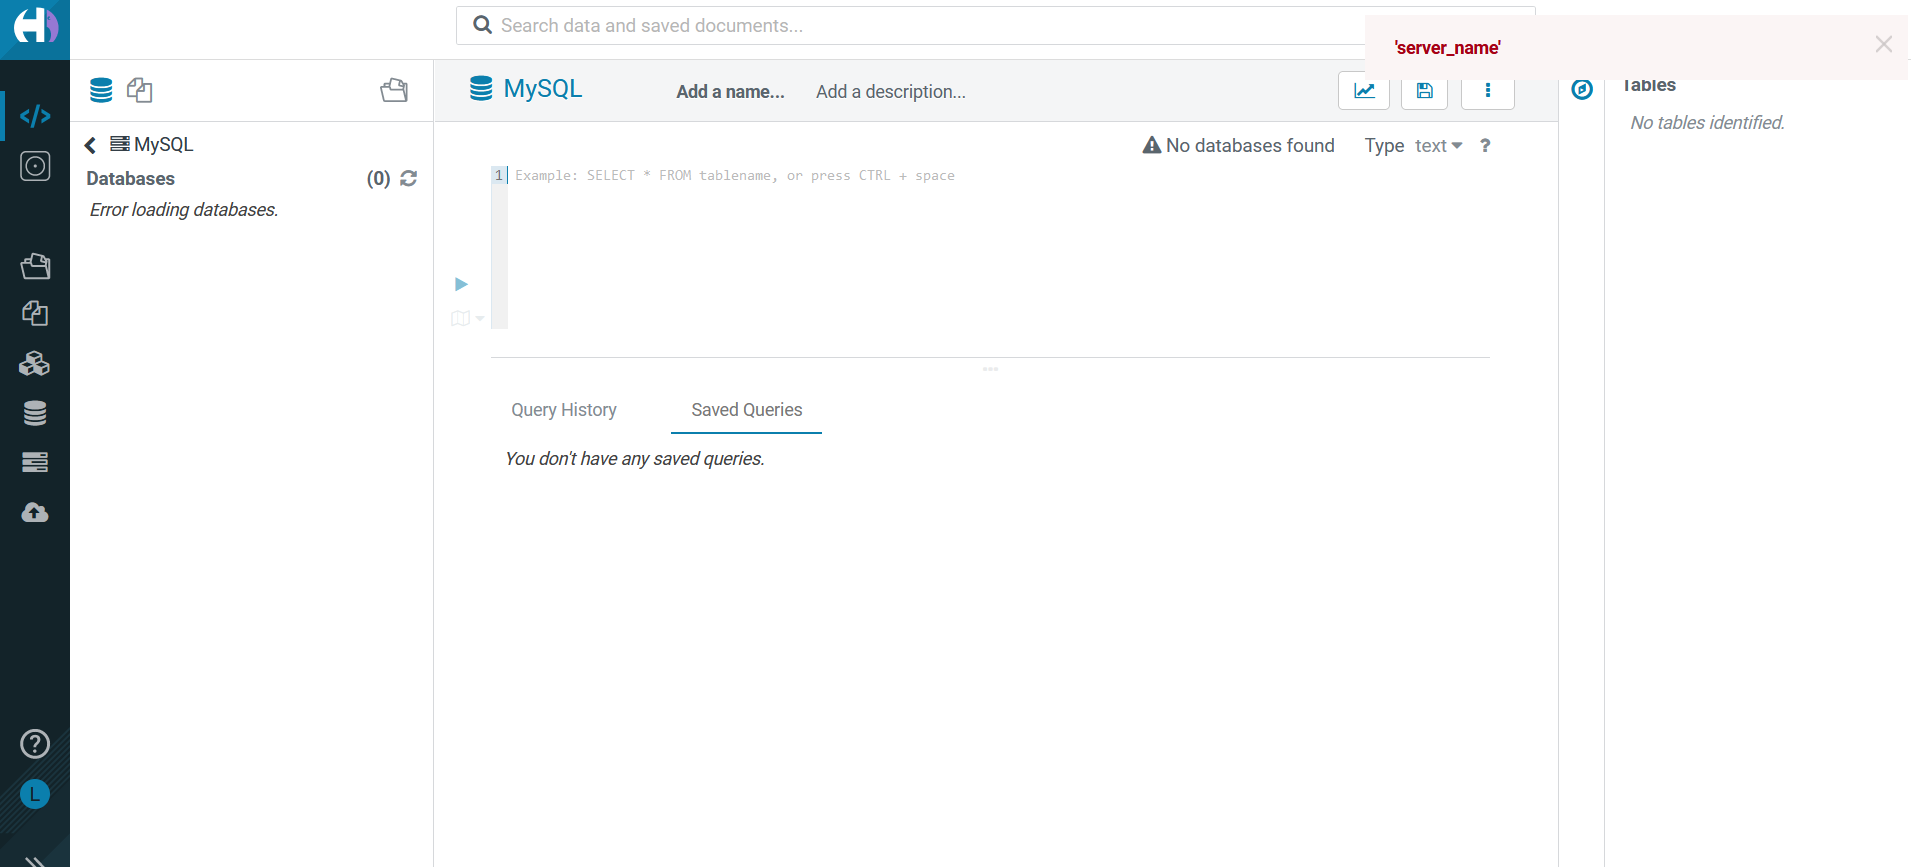 Search data and saved documents...
'server_name'
MySQL
Add a name...
Add a description...
Tables
No tables identified.
MySQL
Databases
(0)
Error loading databases.
No databases found
Type text
?
1
Example: SELECT * FROM tablename, or press CTRL + space
Query History
Saved Queries
You don't have any saved queries.
?
L